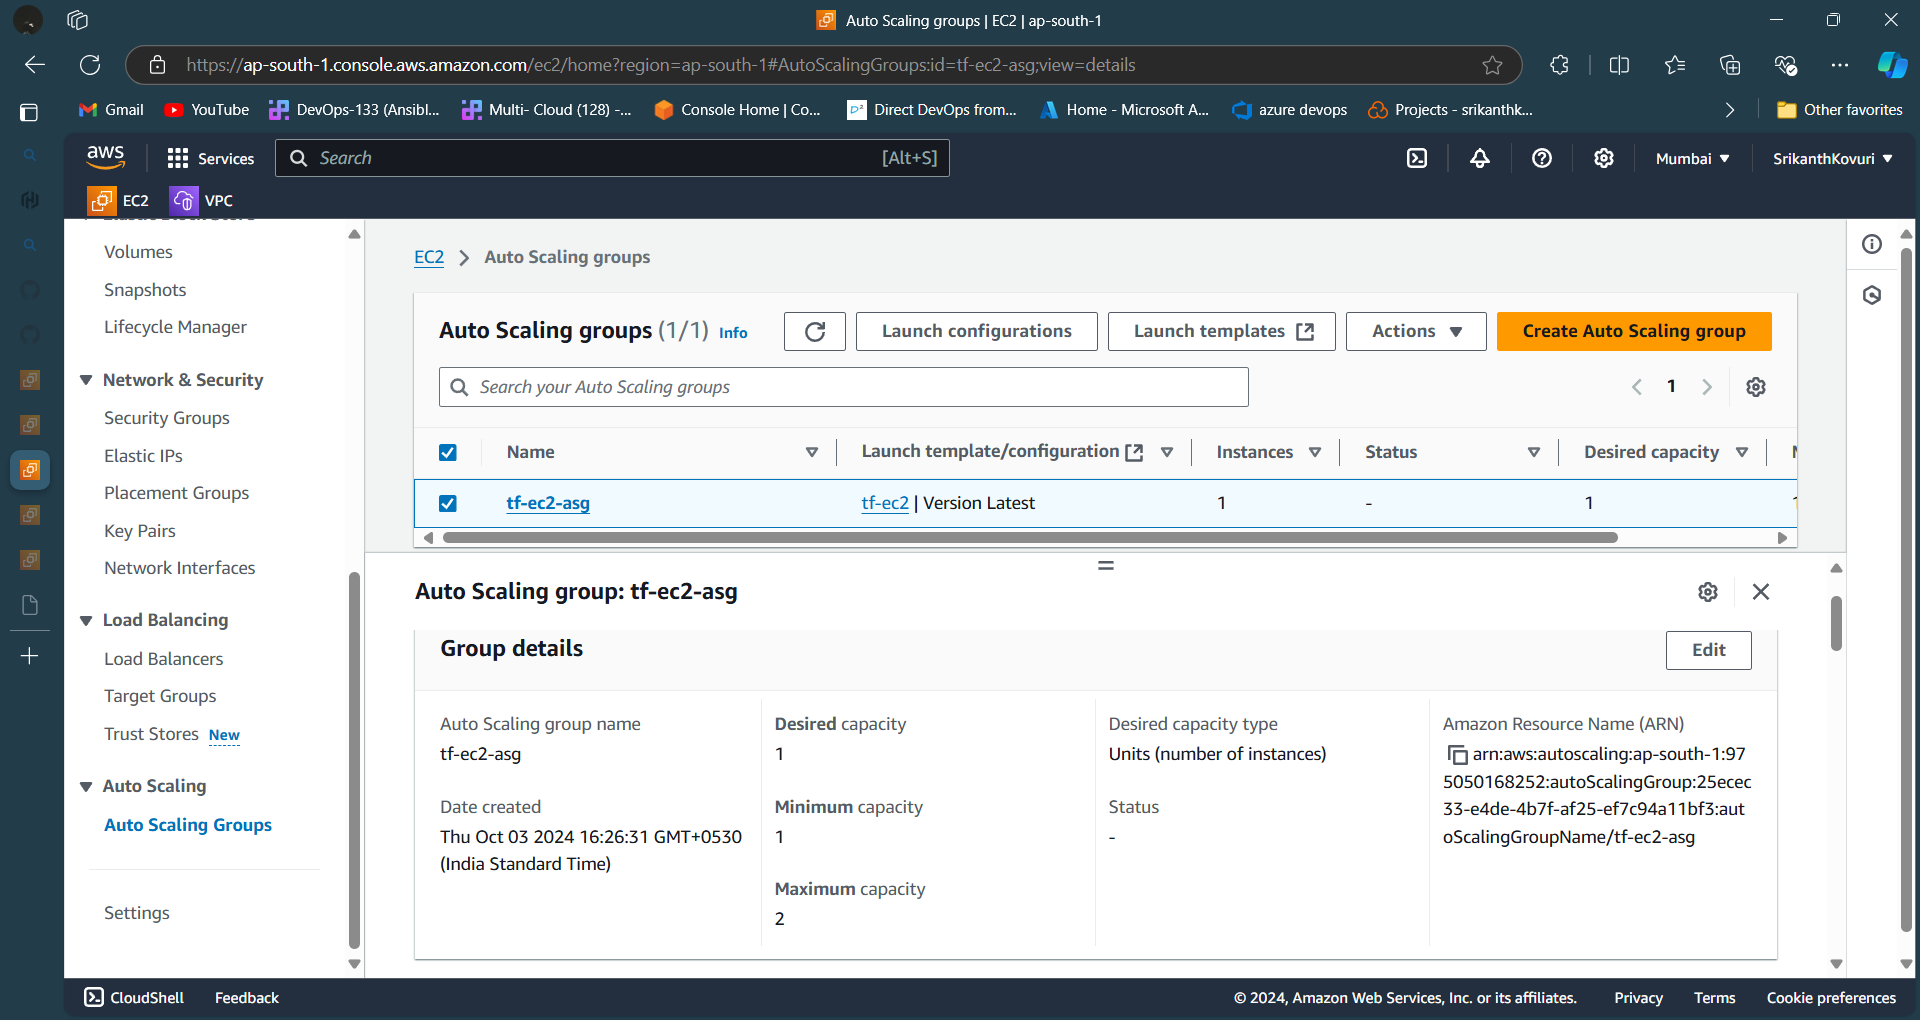 Auto Scaling groups | EC2 | ap-south-1
https://ap-south-1.console.aws.amazon.com/ec2/home?region=ap-south-1#AutoScalingGroups:id=tf-ec2-asg;view=details
Gmail YouTube DevOps-133 (Ansibl... Multi- Cloud (128) -... Console Home | Co... Direct DevOps from... Home - Microsoft A... azure devops Projects - srikanthk... Other favorites
aws Services Search [Alt+S] Mumbai SrikanthKovuri
EC2 VPC
Volumes
Snapshots
Lifecycle Manager
Network & Security
Security Groups
Elastic IPs
Placement Groups
Key Pairs
Network Interfaces
Load Balancing
Load Balancers
Target Groups
Trust Stores New
Auto Scaling
Auto Scaling Groups
Settings
EC2 > Auto Scaling groups
Auto Scaling groups (1/1) Info
Launch configurations
Launch templates
Actions
Create Auto Scaling group
Search your Auto Scaling groups
1
Name Launch template/configuration Instances Status Desired capacity
tf-ec2-asg tf-ec2 | Version Latest 1 - 1
Auto Scaling group: tf-ec2-asg
Group details
Edit
Auto Scaling group name
tf-ec2-asg
Date created
Thu Oct 03 2024 16:26:31 GMT+0530
(India Standard Time)
Desired capacity
1
Minimum capacity
1
Maximum capacity
2
Desired capacity type
Units (number of instances)
Status
-
Amazon Resource Name (ARN)
arn:aws:autoscaling:ap-south-1:97
5050168252:autoScalingGroup:25ecec
33-e4de-4b7f-af25-ef7c94a11bf3:aut
oScalingGroupName/tf-ec2-asg
CloudShell Feedback © 2024, Amazon Web Services, Inc. or its affiliates. Privacy Terms Cookie preferences